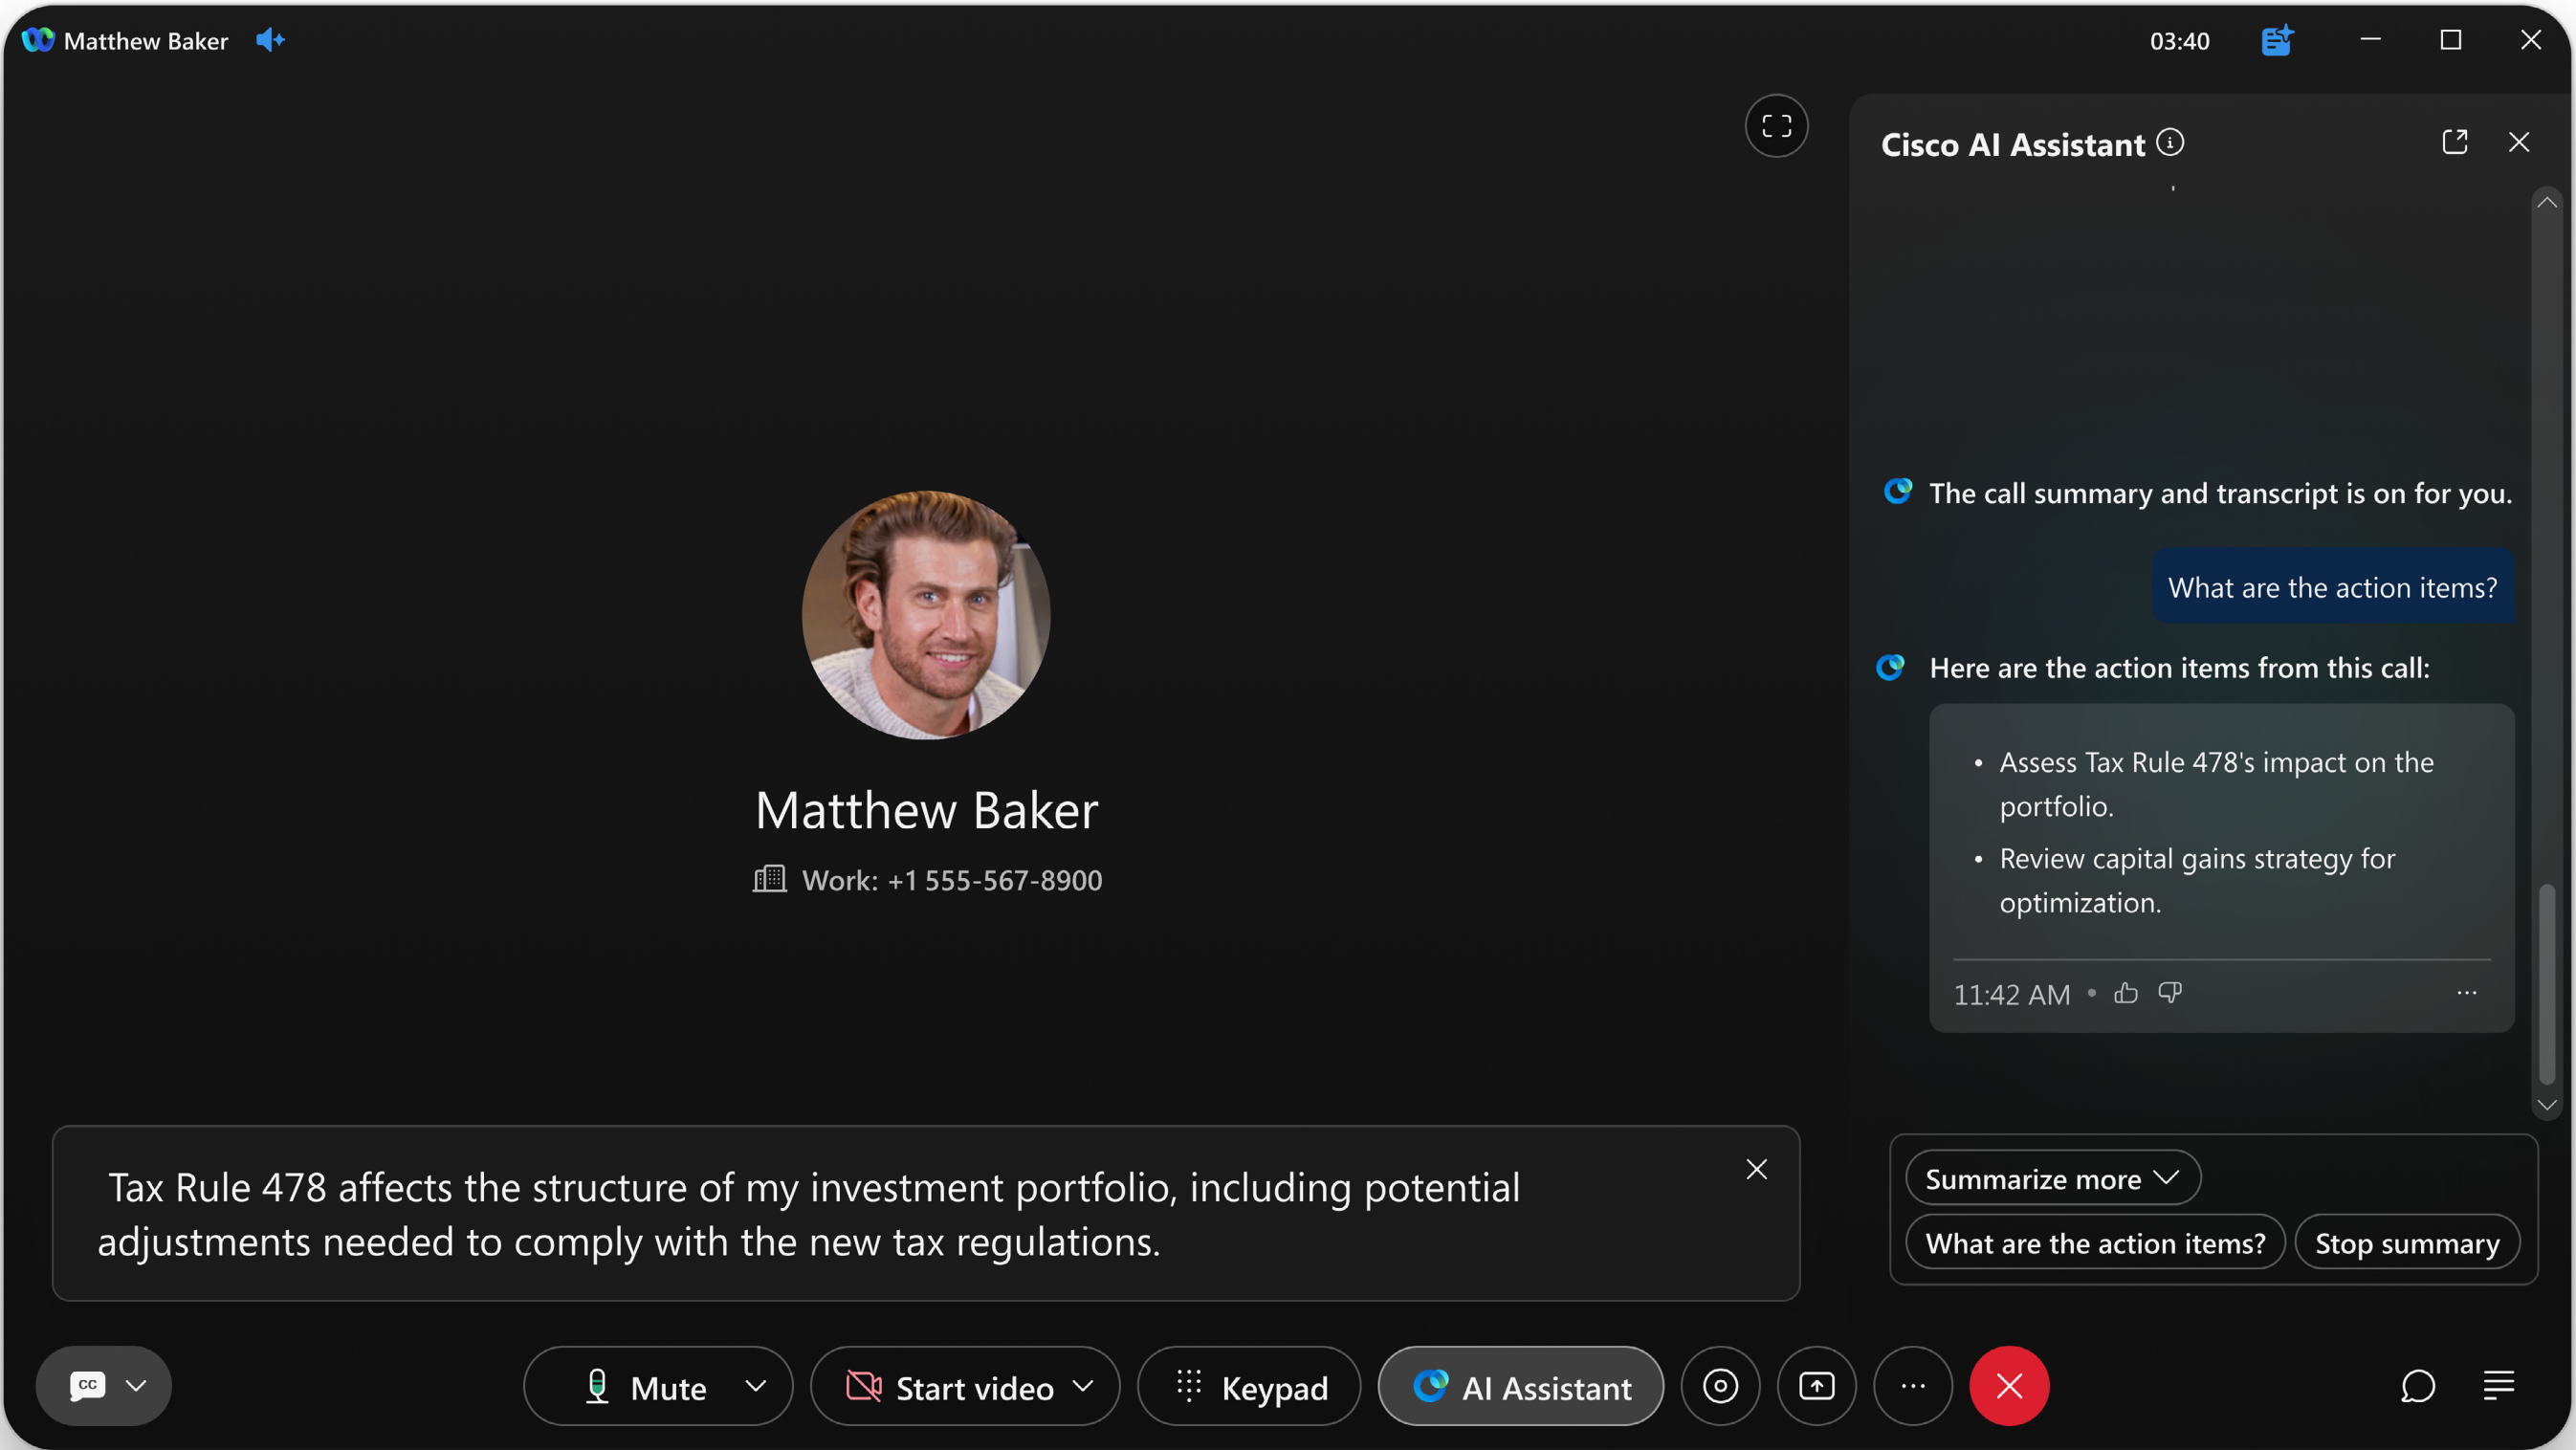 Matthew Baker
03:40
Cisco AI Assistant
The call summary and transcript is on for you.
What are the action items?
Here are the action items from this call:
• Assess Tax Rule 478's impact on the
portfolio.
• Review capital gains strategy for
optimization.
11:42 AM •
Matthew Baker
Work: +1 555-567-8900
Tax Rule 478 affects the structure of my investment portfolio, including potential
adjustments needed to comply with the new tax regulations.
Summarize more
What are the action items? Stop summary
CC
Mute
Start video
Keypad
AI Assistant